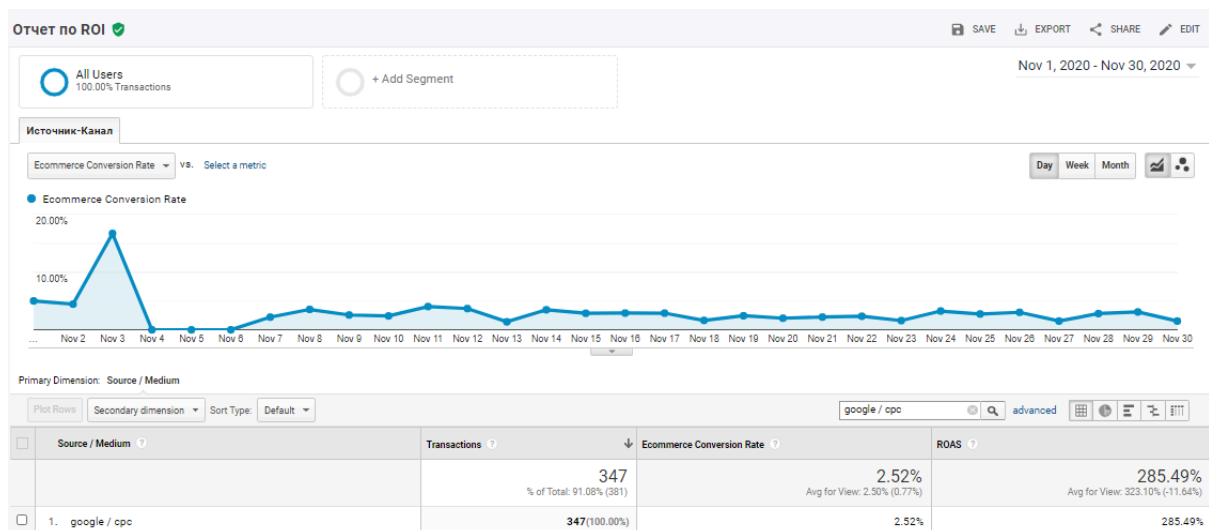 Отчет по ROI
SAVE EXPORT SHARE EDIT
All Users
100.00% Transactions
+ Add Segment
Nov 1, 2020 - Nov 30, 2020
Источник-Канал
Ecommerce Conversion Rate VS. Select a metric
Day Week Month
Ecommerce Conversion Rate
20.00%
10.00%
... Nov 2 Nov 3 Nov 4 Nov 5 Nov 6 Nov 7 Nov 8 Nov 9 Nov 10 Nov 11 Nov 12 Nov 13 Nov 14 Nov 15 Nov 16 Nov 17 Nov 18 Nov 19 Nov 20 Nov 21 Nov 22 Nov 23 Nov 24 Nov 25 Nov 26 Nov 27 Nov 28 Nov 29 Nov 30
Primary Dimension: Source / Medium
Plot Rows Secondary dimension Sort Type: Default google / cpc advanced
Source / Medium ? Transactions ? Ecommerce Conversion Rate ? ROAS ?
347 2.52% 285.49%
% of Total: 91.08% (381) Avg for View: 2.50% (0.77%) Avg for View: 323.10% (-11.64%)
1. google / cpc 347(100.00%) 2.52% 285.49%